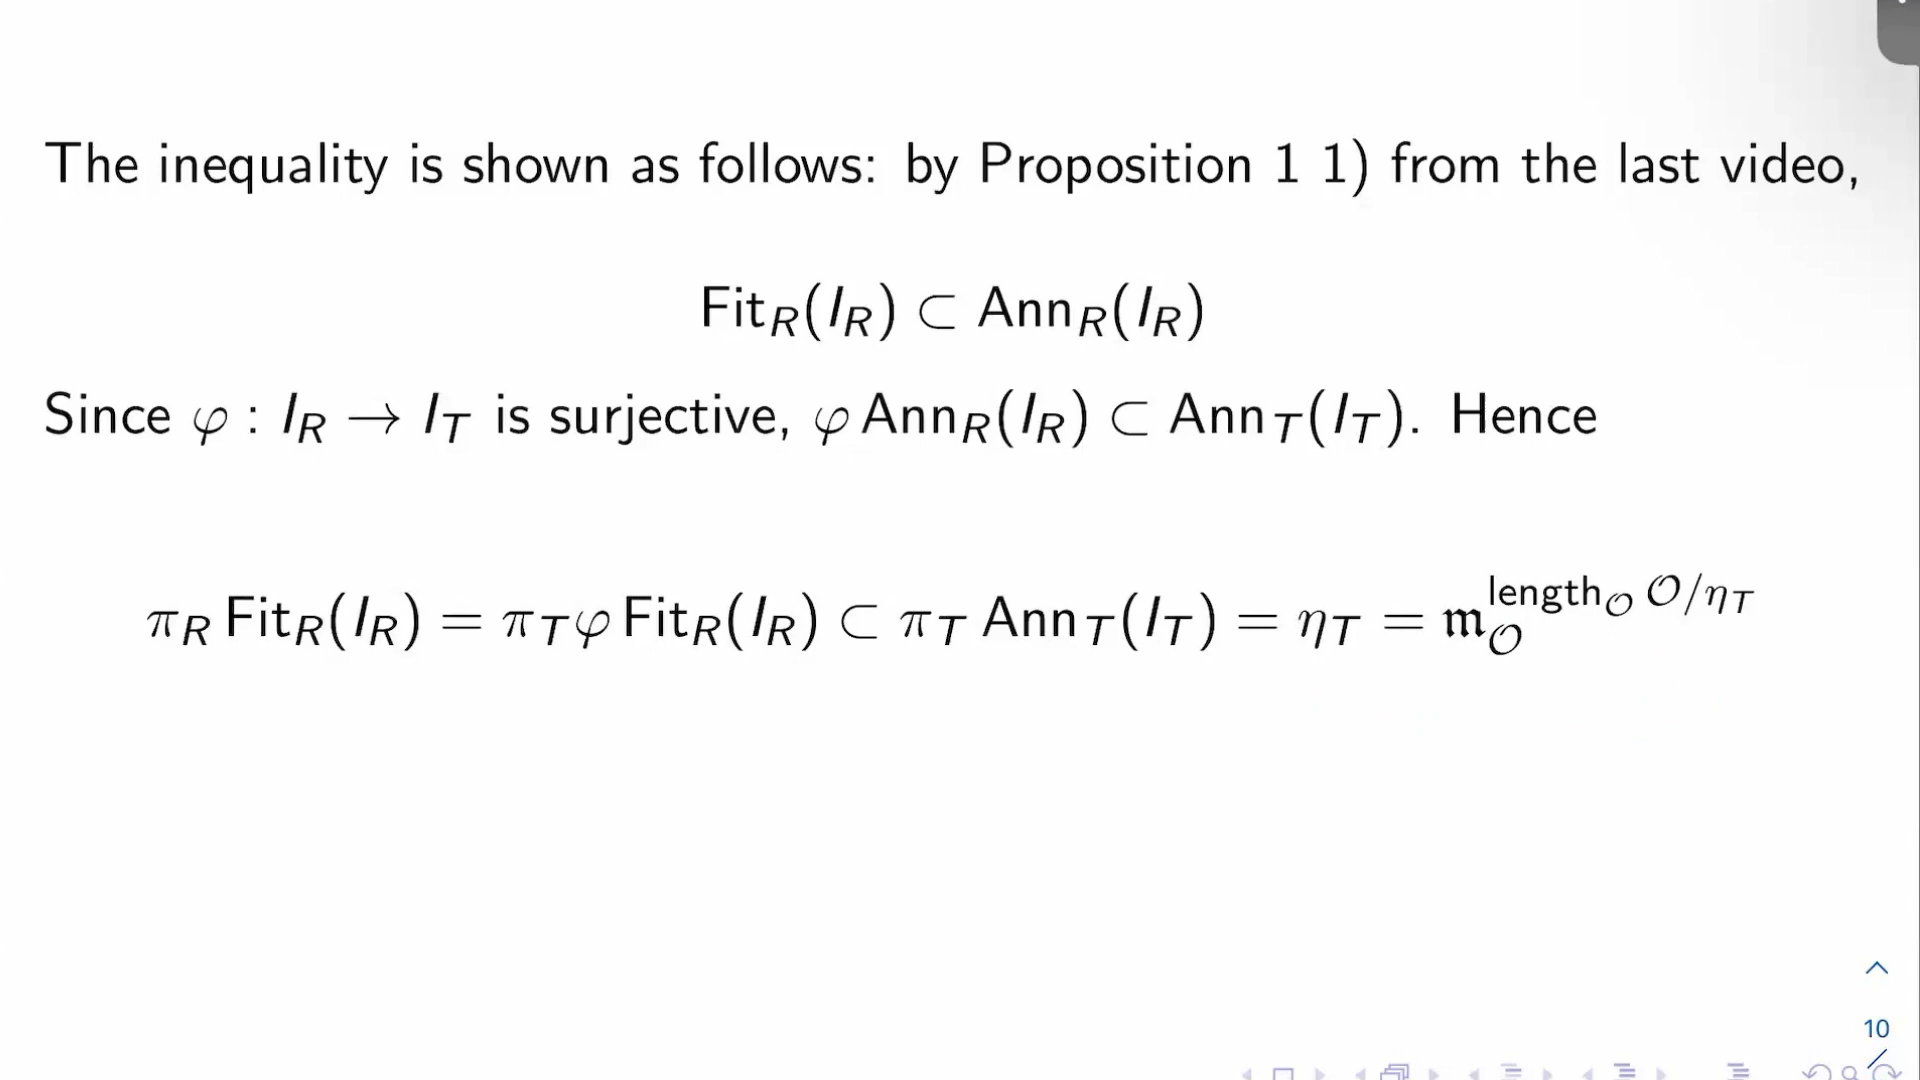 The inequality is shown as follows: by Proposition 1 1) from the last video,
Fit_R(I_R) ⊂ Ann_R(I_R)
Since φ : I_R → I_T is surjective, φ Ann_R(I_R) ⊂ Ann_T(I_T). Hence
π_R Fit_R(I_R) = π_T φ Fit_R(I_R) ⊂ π_T Ann_T(I_T) = η_T = 𝔪_𝒪^{length_𝒪 𝒪/η_T}
10
/